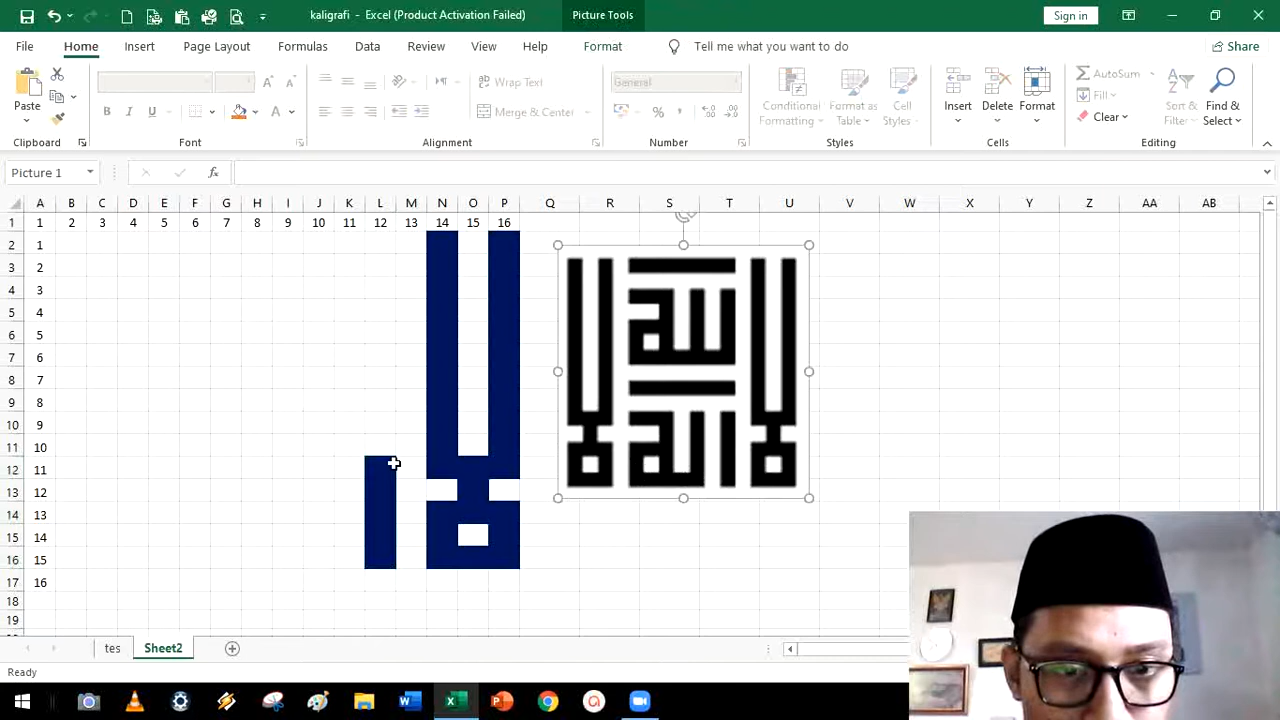 kaligrafi - Excel (Product Activation Failed)
Picture Tools
Sign in
File Home Insert Page Layout Formulas Data Review View Help Format Tell me what you want to do Share
Paste
General
Wrap Text
Merge & Center
Conditional Formatting
Format as Table
Cell Styles
Insert
Delete
Format
AutoSum
Fill
Clear
Sort & Filter
Find & Select
Clipboard Font Alignment Number Styles Cells Editing
Picture 1
A B C D E F G H I J K L M N O P Q R S T U V W X Y Z AA AB
1 1 2 3 4 5 6 7 8 9 10 11 12 13 14 15 16
2 1
3 2
4 3
5 4
6 5
7 6
8 7
9 8
10 9
11 10
12 11
13 12
14 13
15 14
16 15
17 16
18
19
لا إله إلا الله
tes Sheet2
Ready